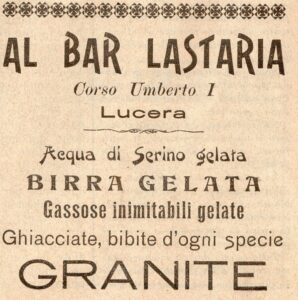 AL BAR LASTARIA
Corso Umberto I
Lucera
Acqua di Serino gelata
BIRRA GELATA
Gassose inimitabili gelate
Ghiacciate, bibite d'ogni specie
GRANITE